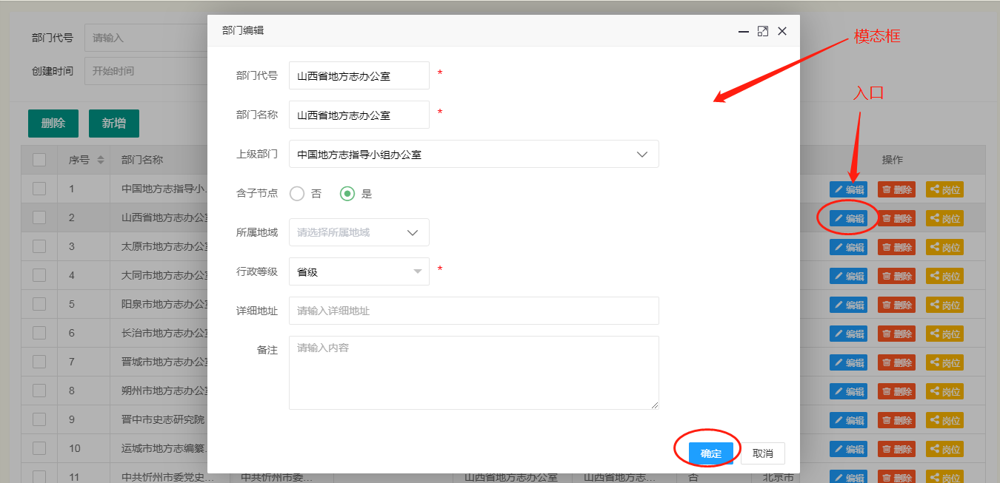 部门编辑
模态框
部门代号 请输入
部门代号 山西省地方志办公室 *
创建时间 开始时间
入口
部门名称 山西省地方志办公室 *
删除 新增
上级部门 中国地方志指导小组办公室
序号 部门名称 操作
含子节点 否 是
1 中国地方志指导小... 编辑 删除 岗位
2 山西省地方志办公 编辑 删除 岗位
所属地域 请选择所属地域
3 太原市地方志办公 编辑 删除 岗位
行政等级 省级 *
4 大同市地方志办公 编辑 删除 岗位
5 阳泉市地方志办公 编辑 删除 岗位
详细地址 请输入详细地址
6 长治市地方志办公 编辑 删除 岗位
备注 请输入内容
7 晋城市地方志办公 编辑 删除 岗位
8 朔州市地方志办公 编辑 删除 岗位
9 晋中市史志研究院 编辑 删除 岗位
10 运城市地方志编纂... 编辑 删除 岗位
确定 取消
11 中共忻州市委党史... 中共忻州市委... 山西省地方志办公室 山西省地方志... 否 北京市 编辑 删除 岗位